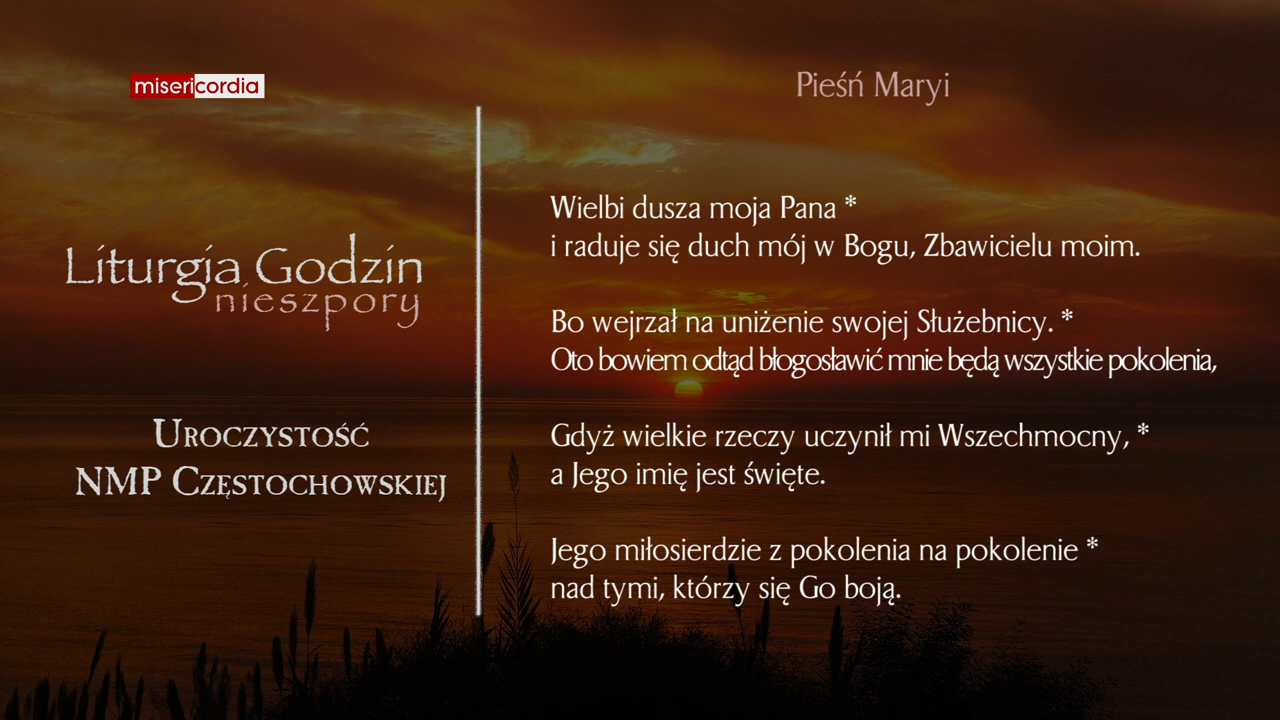 misericordia
Liturgia Godzin
nieszpory
Uroczystość
NMP Częstochowskiej
Pieśń Maryi
Wielbi dusza moja Pana *
i raduje się duch mój w Bogu, Zbawicielu moim.
Bo wejrzał na uniżenie swojej Służebnicy. *
Oto bowiem odtąd błogosławić mnie będą wszystkie pokolenia,
Gdyż wielkie rzeczy uczynił mi Wszechmocny, *
a Jego imię jest święte.
Jego miłosierdzie z pokolenia na pokolenie *
nad tymi, którzy się Go boją.